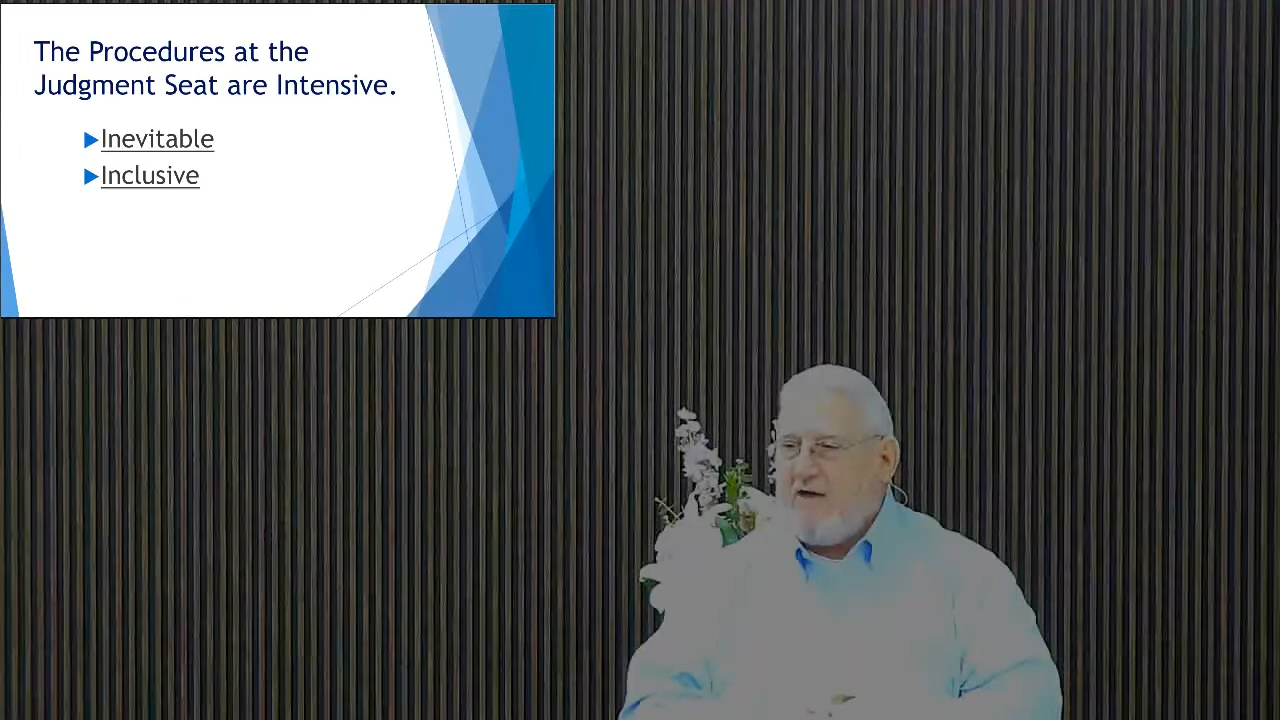 The Procedures at the
Judgment Seat are Intensive.
Inevitable
Inclusive